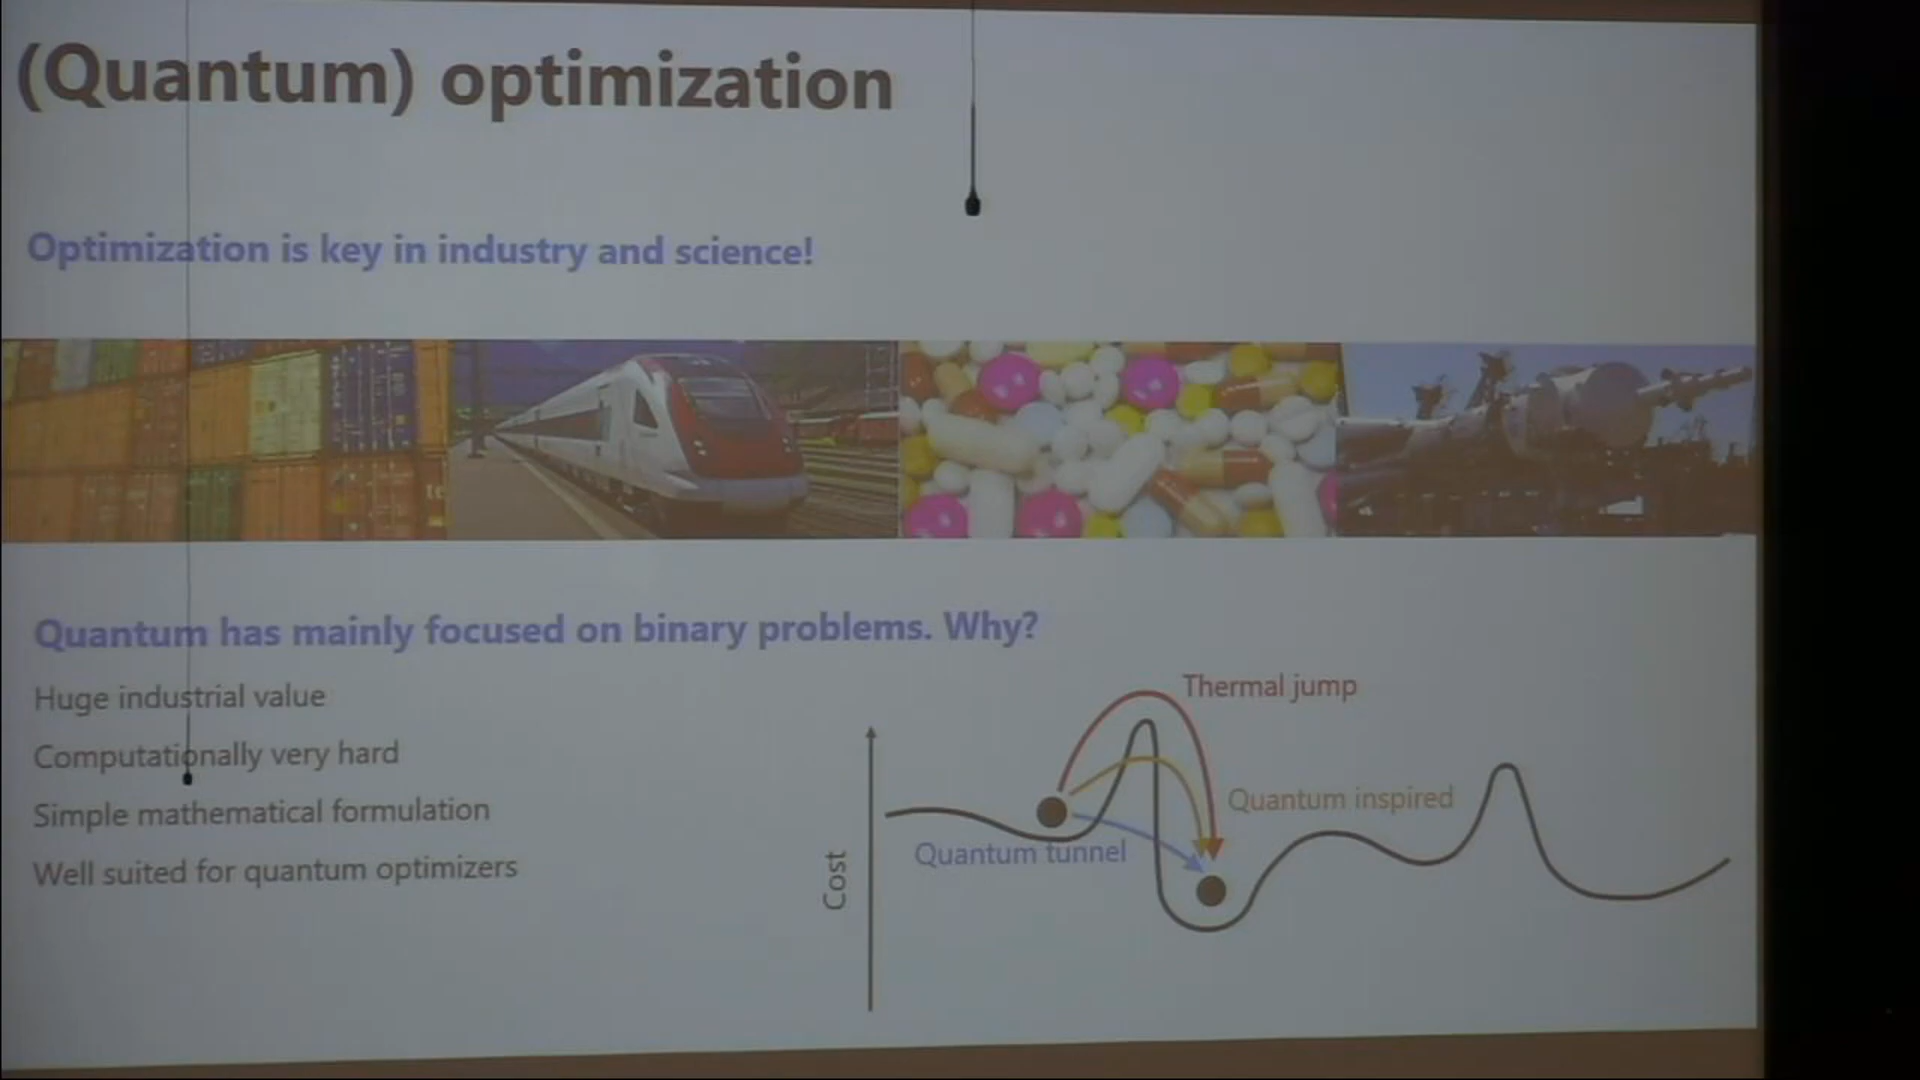 (Quantum) optimization
Optimization is key in industry and science!
Quantum has mainly focused on binary problems. Why?
Huge industrial value
Computationally very hard
Simple mathematical formulation
Well suited for quantum optimizers
Thermal jump
Quantum inspired
Quantum tunnel
Cost